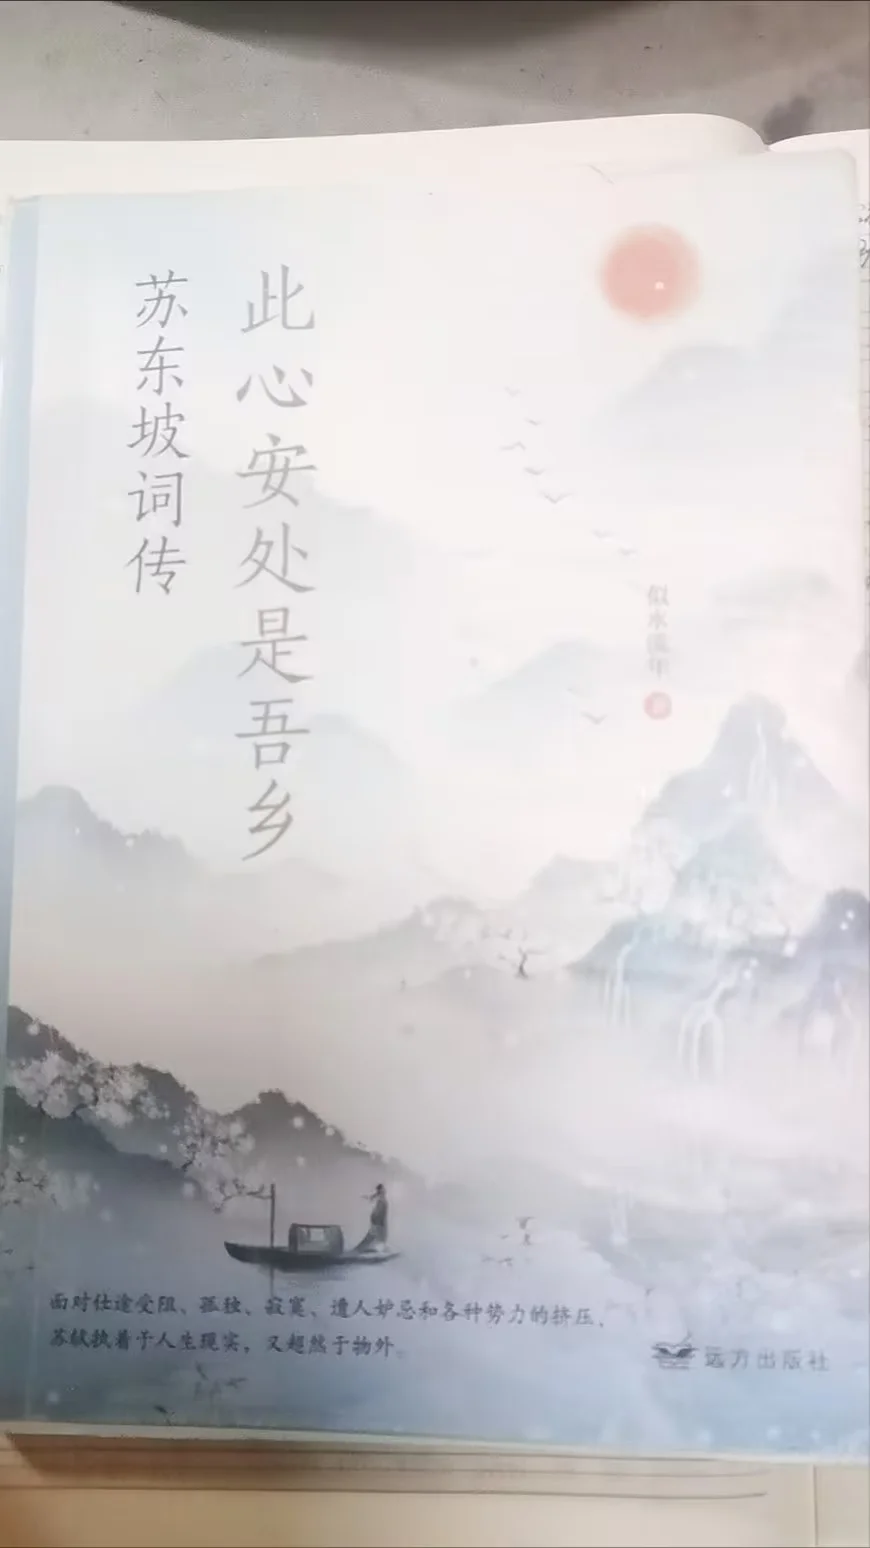 此心安处是吾乡
苏东坡词传
似水流年 著
面对仕途受阻、孤独、寂寞、遭人妒忌和各种势力的挤压，
苏轼执着于人生现实，又超然于物外。
远方出版社